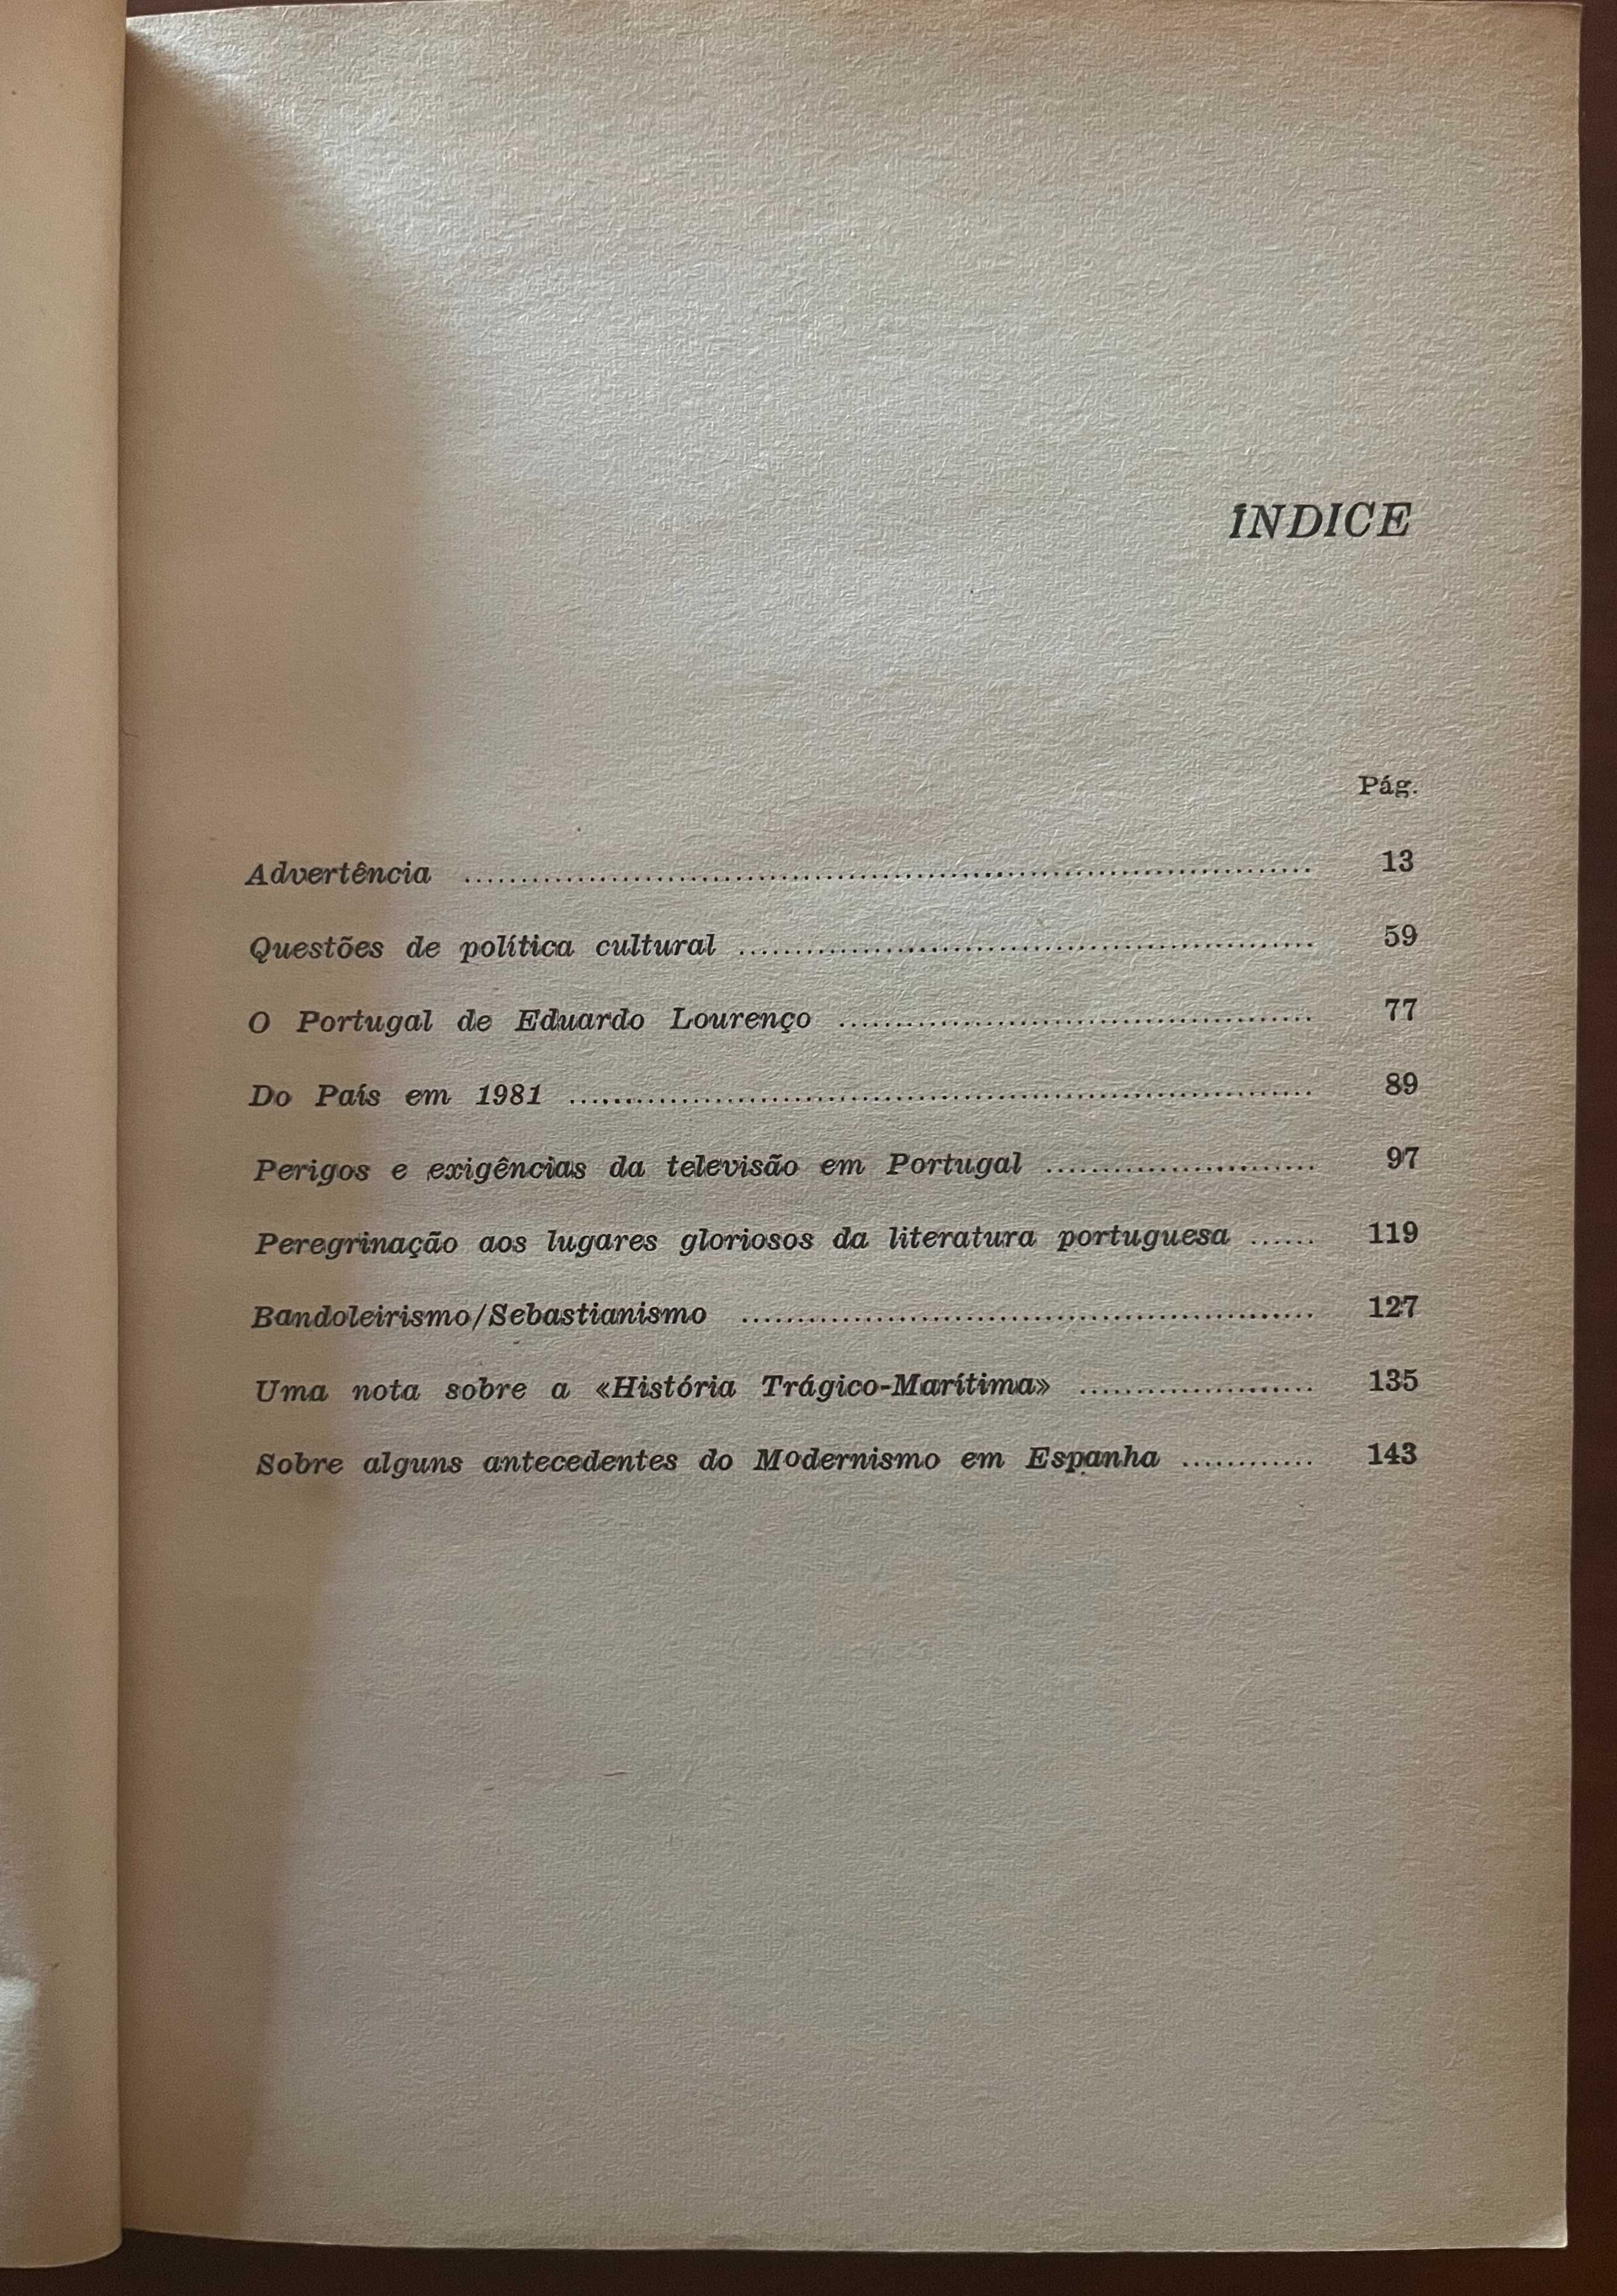 ÍNDICE
Pág.
Advertência .................... 13
Questões de política cultural .................... 59
O Portugal de Eduardo Lourenço .................... 77
Do País em 1981 .................... 89
Perigos e exigências da televisão em Portugal .................... 97
Peregrinação aos lugares gloriosos da literatura portuguesa ...... 119
Bandoleirismo/Sebastianismo .................... 127
Uma nota sobre a «História Trágico-Marítima» .................... 135
Sobre alguns antecedentes do Modernismo em Espanha ............ 143